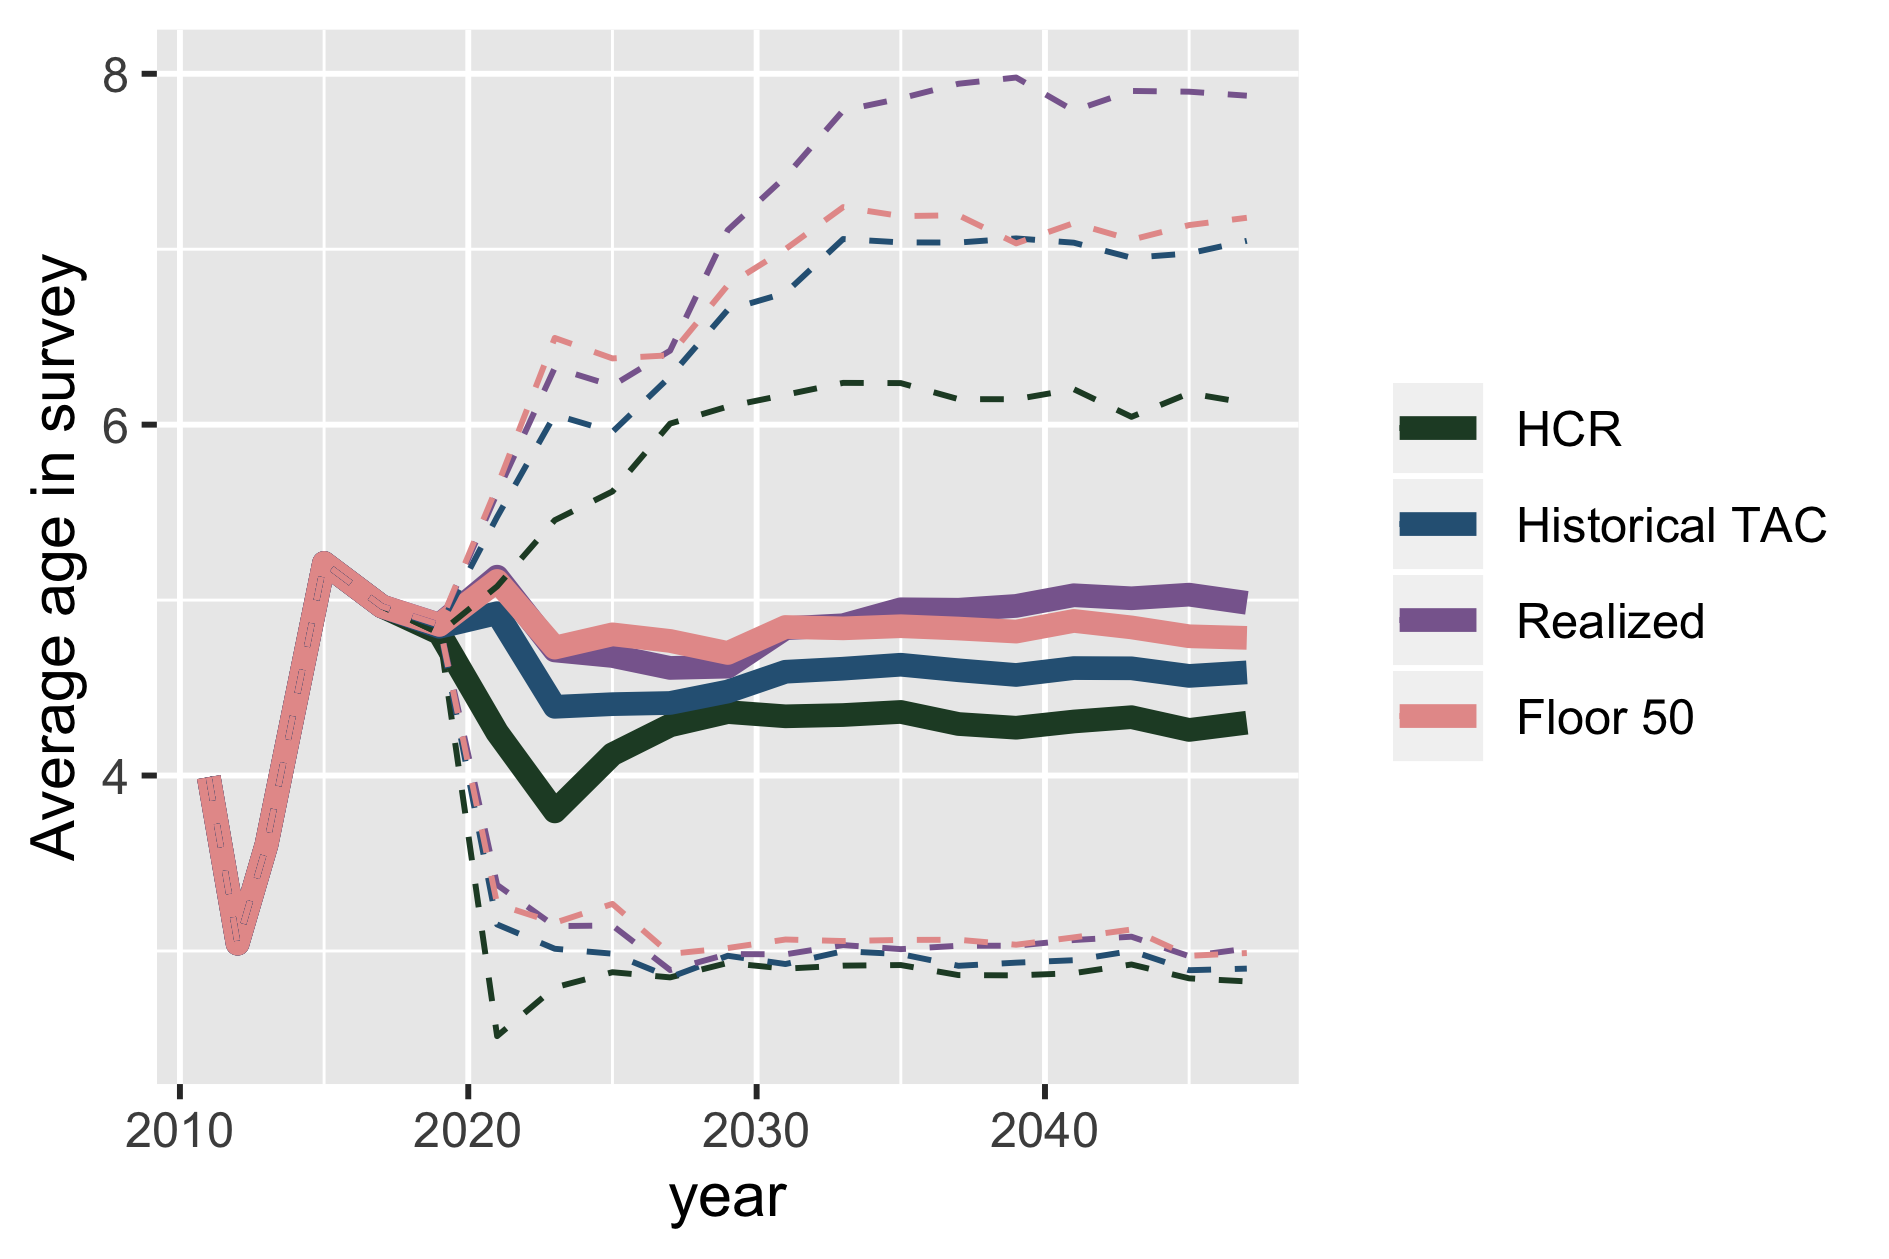 Average age in survey
8
6
4
2010 2020 2030 2040
year
HCR
Historical TAC
Realized
Floor 50